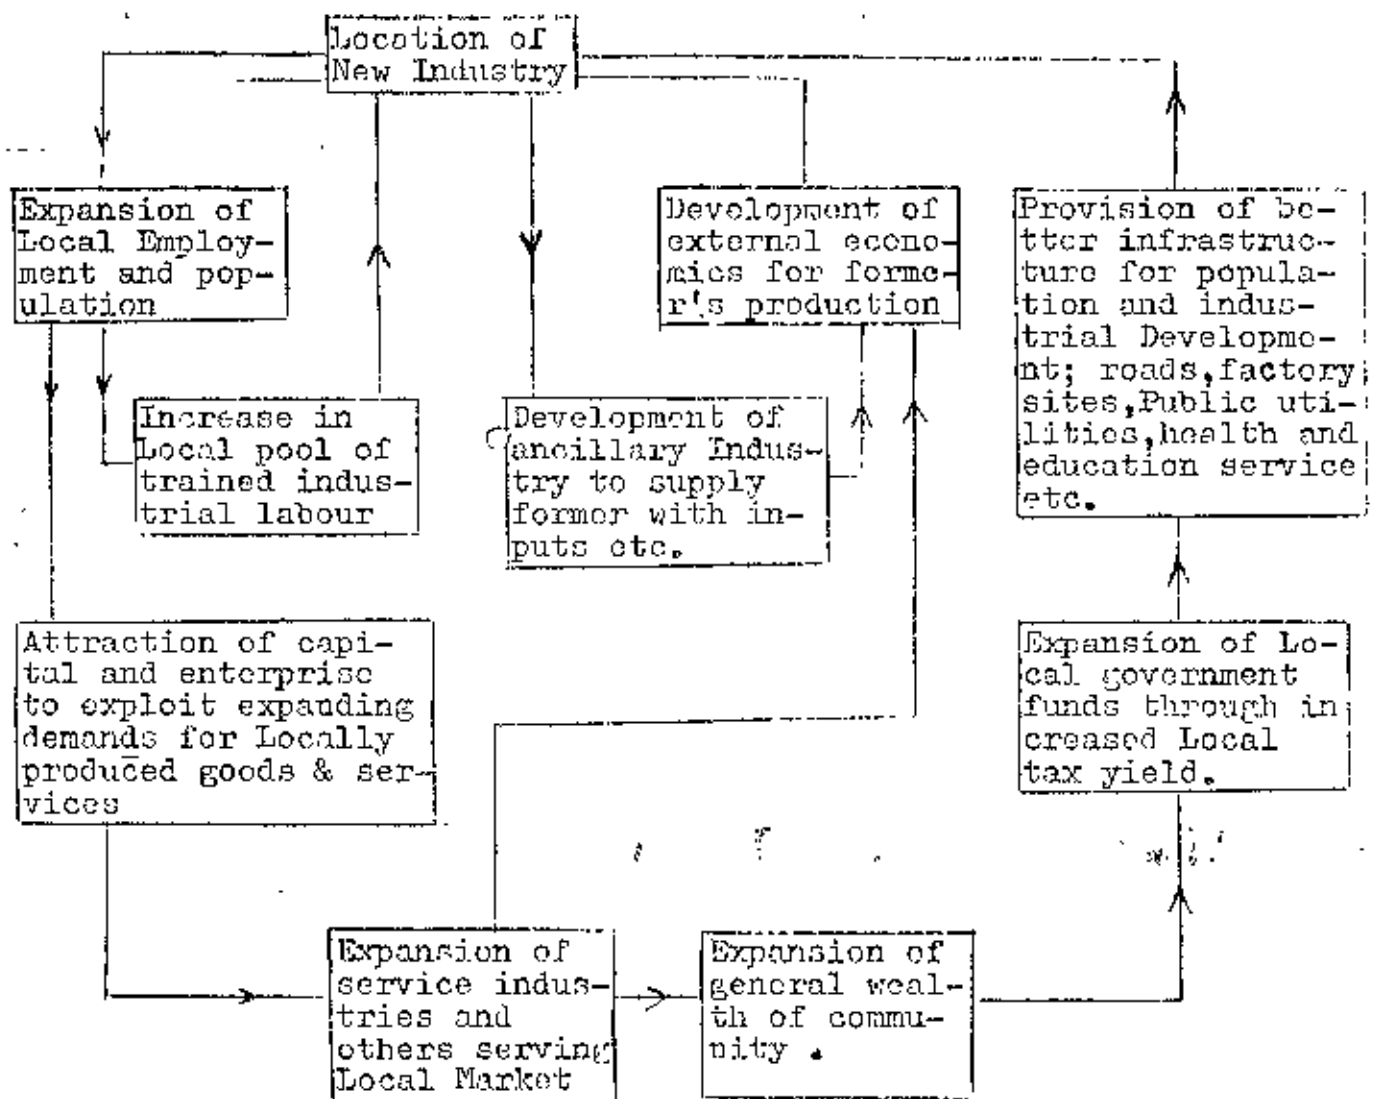 Location of
New Industry
Expansion of
Local Employ-
ment and pop-
ulation
Development of
external econo-
mics for forme-
r's production
Provision of be-
tter infrastruc-
ture for popula-
tion and indus-
trial Developme-
nt; roads,factory
sites,Public uti-
lities,health and
education service
etc.
Increase in
Local pool of
trained indus-
trial labour
Development of
ancillary Indus-
try to supply
former with in-
puts etc.
Attraction of capi-
tal and enterprise
to exploit expanding
demands for Locally
produced goods & ser-
vices
Expansion of Lo-
cal government
funds through in
creased Local
tax yield.
Expansion of
service indus-
tries and
others serving
Local Market
Expansion of
general weal-
th of commu-
nity .